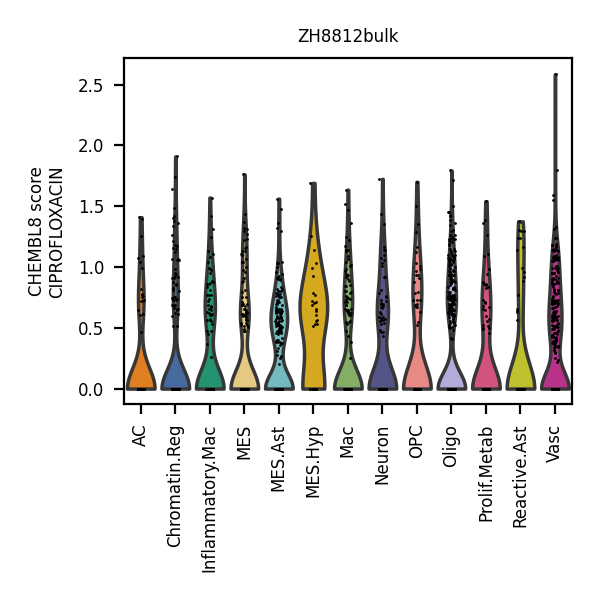 ZH8812bulk
CHEMBL8 score
CIPROFLOXACIN
2.5
2.0
1.5
1.0
0.5
0.0
AC
Chromatin.Reg
Inflammatory.Mac
MES
MES.Ast
MES.Hyp
Mac
Neuron
OPC
Oligo
Prolif.Metab
Reactive.Ast
Vasc